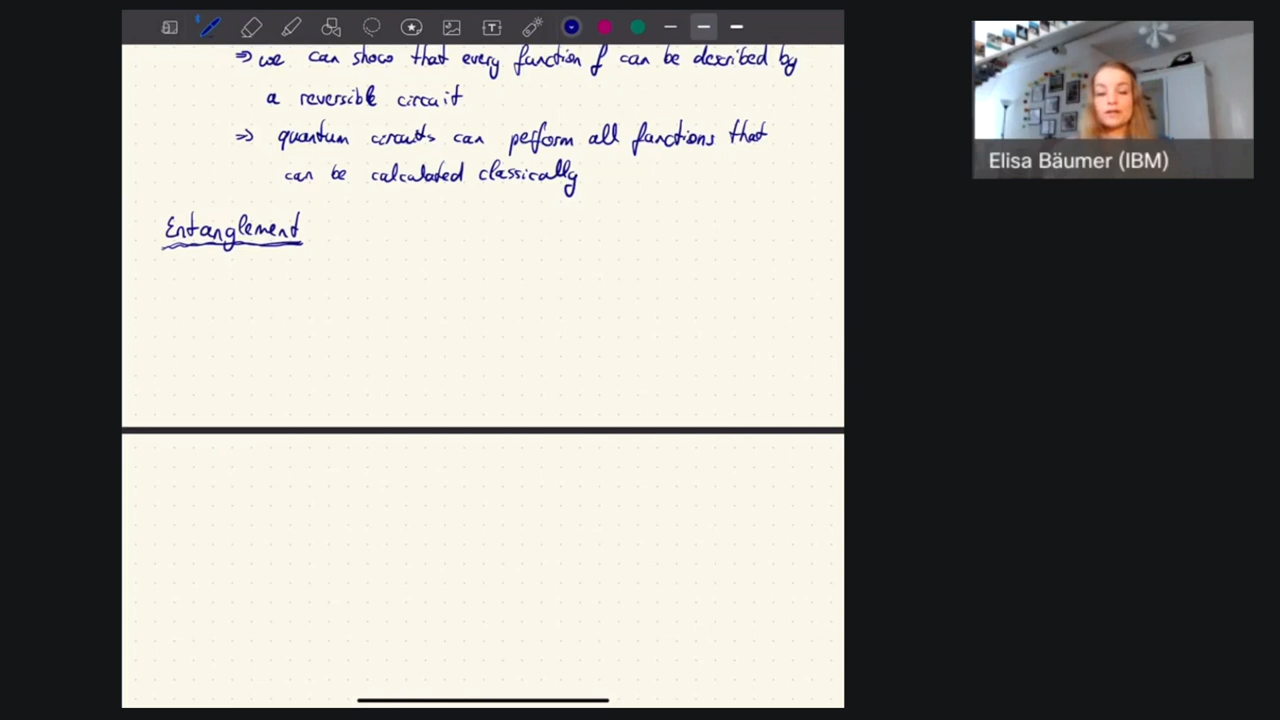 ⇒ we can show that every function f can be described by
a reversible circuit
⇒ quantum circuits can perform all functions that
can be calculated classically
Entanglement
Elisa Bäumer (IBM)